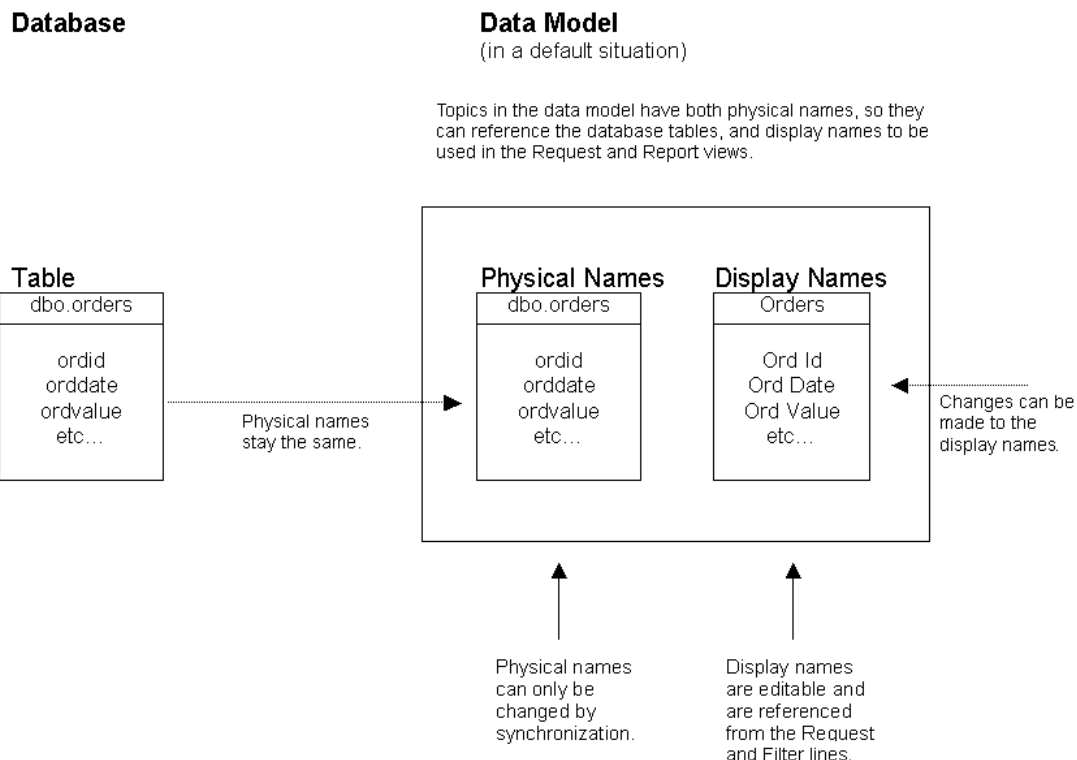 Database
Data Model
(in a default situation)
Topics in the data model have both physical names, so they
can reference the database tables, and display names to be
used in the Request and Report views.
Table
dbo.orders
ordid
orddate
ordvalue
etc...
Physical names
stay the same.
Physical Names
dbo.orders
ordid
orddate
ordvalue
etc...
Display Names
Orders
Ord Id
Ord Date
Ord Value
etc...
Changes can be
made to the
display names.
Physical names
can only be
changed by
synchronization.
Display names
are editable and
are referenced
from the Request
and Filter lines.